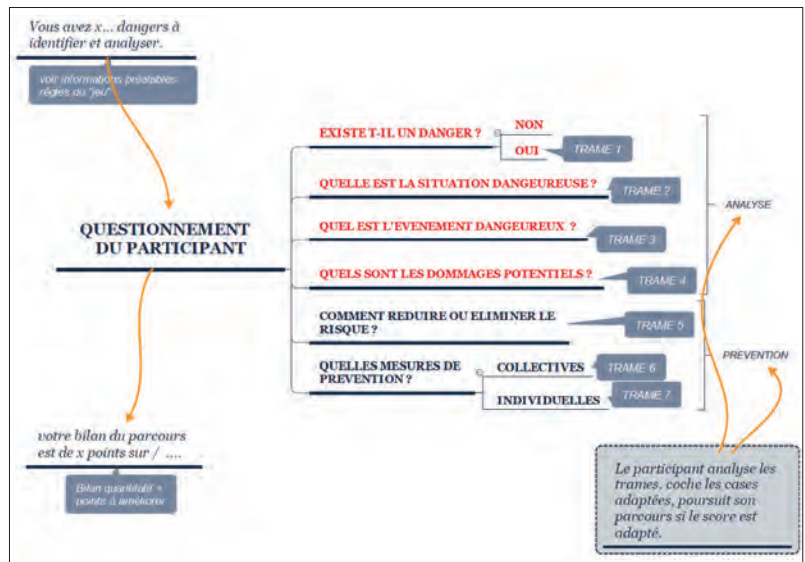 Vous avez x... dangers à
identifier et analyser.
voir informations préalables
règles du "jeu"
QUESTIONNEMENT
DU PARTICIPANT
EXISTE T-IL UN DANGER ?
NON
OUI
TRAME 1
QUELLE EST LA SITUATION DANGEUREUSE ?
TRAME 2
QUEL EST L'EVENEMENT DANGEUREUX ?
TRAME 3
QUELS SONT LES DOMMAGES POTENTIELS ?
TRAME 4
ANALYSE
COMMENT REDUIRE OU ELIMINER LE
RISQUE ?
TRAME 5
QUELLES MESURES DE
PREVENTION ?
COLLECTIVES
TRAME 6
INDIVIDUELLES
TRAME 7
PREVENTION
votre bilan du parcours
est de x points sur / ....
Bilan quantitatif +
points à améliorer
Le participant analyse les
trames, coche les cases
adaptées, poursuit son
parcours si le score est
adapté.